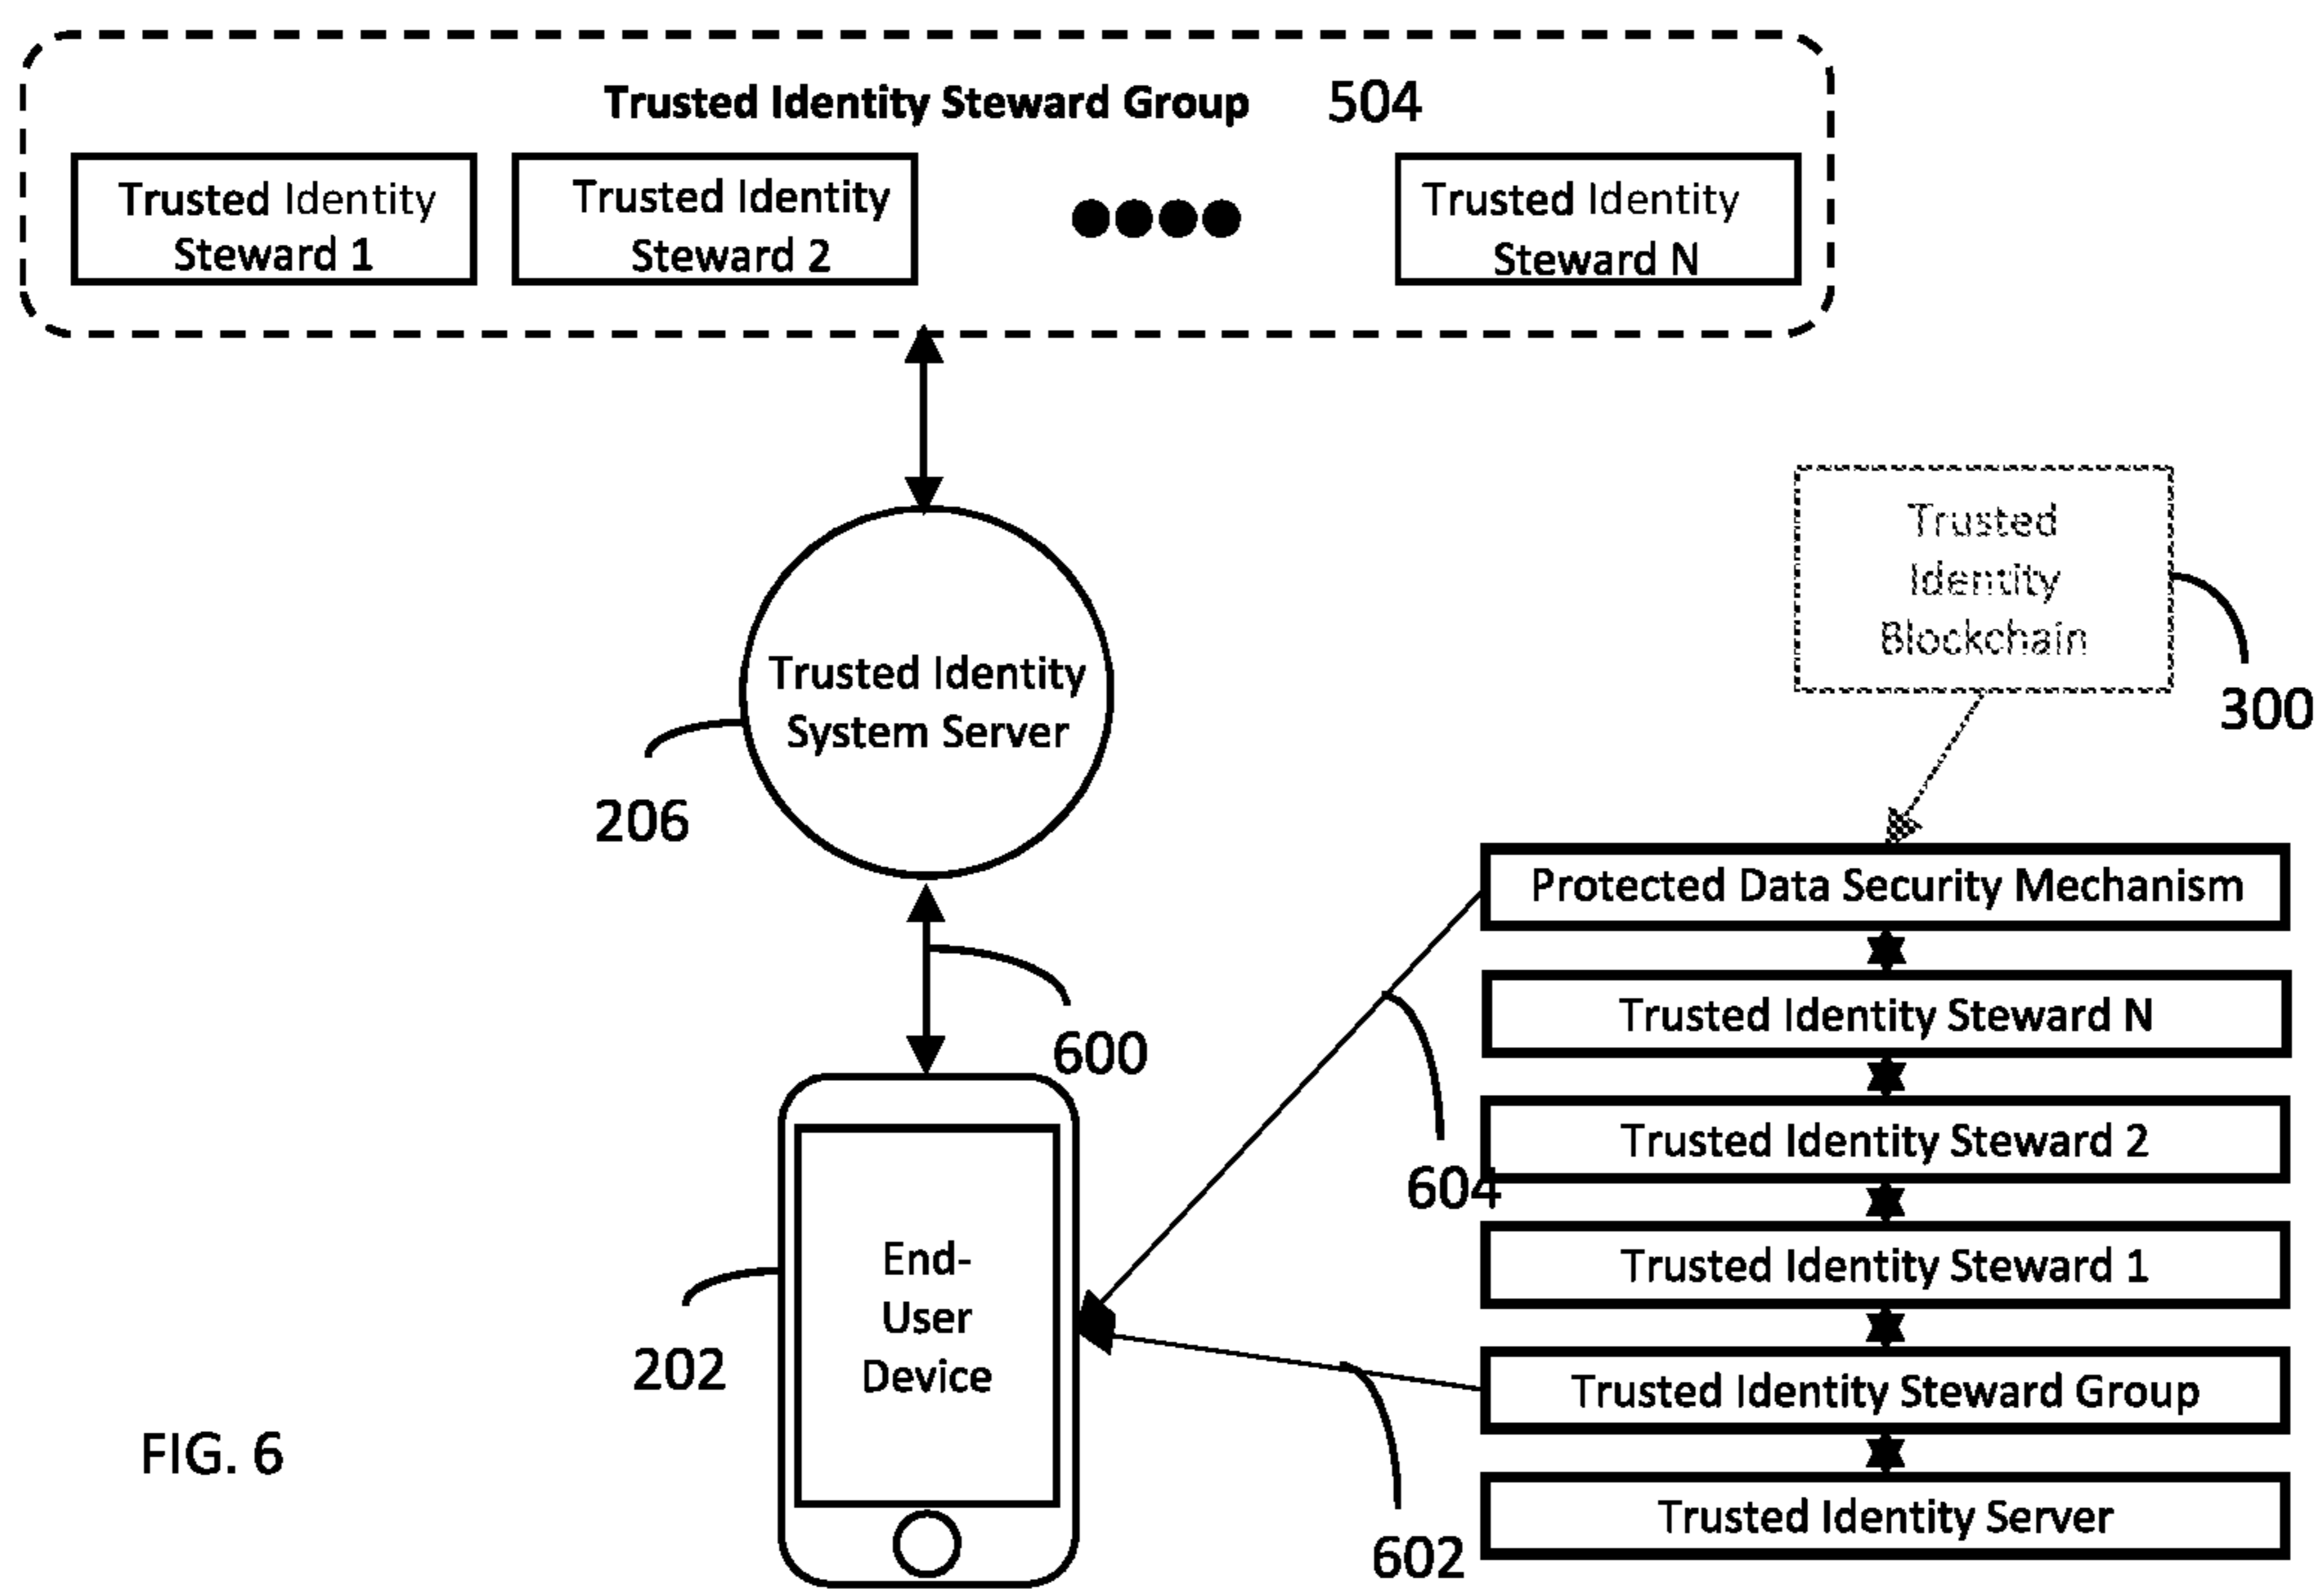 Trusted Identity Steward Group 504
Trusted Identity
Steward 1
Trusted Identity
Steward 2
Trusted Identity
Steward N
Trusted
Identity
Blockchain
300
Trusted Identity
System Server
206
600
Protected Data Security Mechanism
Trusted Identity Steward N
Trusted Identity Steward 2
604
Trusted Identity Steward 1
Trusted Identity Steward Group
Trusted Identity Server
602
End-
User
Device
202
FIG. 6